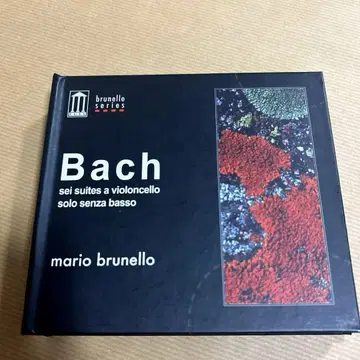 brunello
series
Bach
sei suites a violoncello
solo senza basso
mario brunello